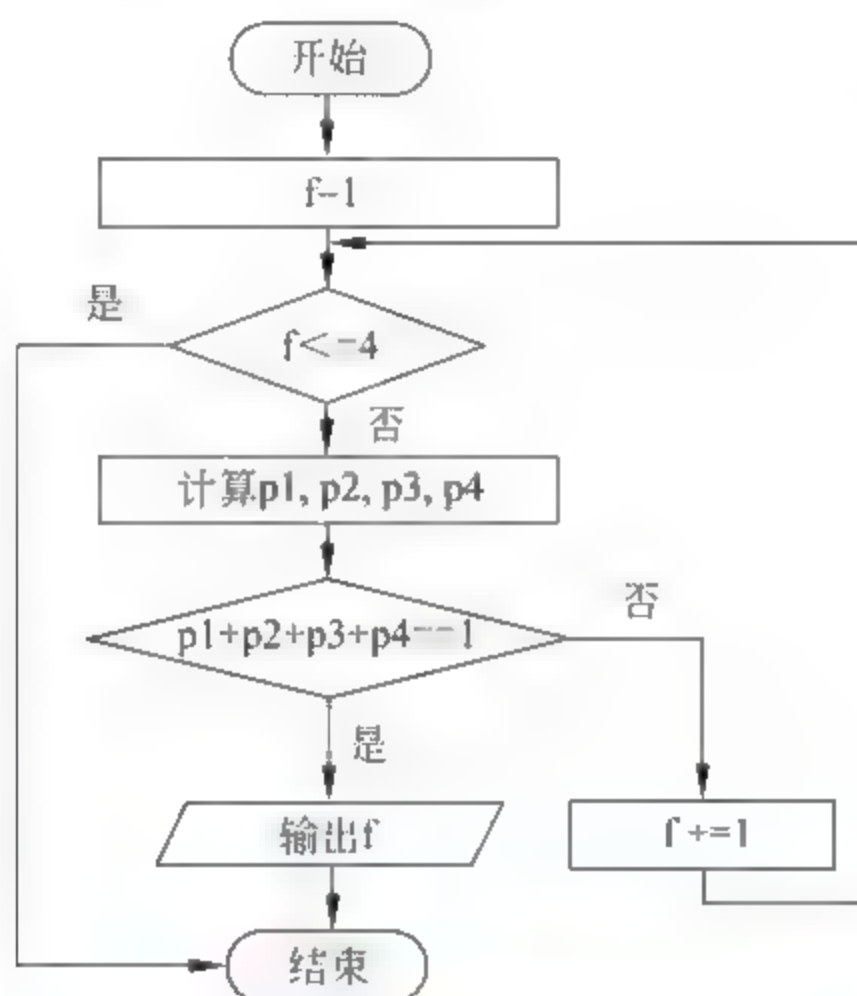 开始
f=1
是
f<=4
否
计算p1, p2, p3, p4
否
p1+p2+p3+p4==1
是
输出f
f +=1
结束